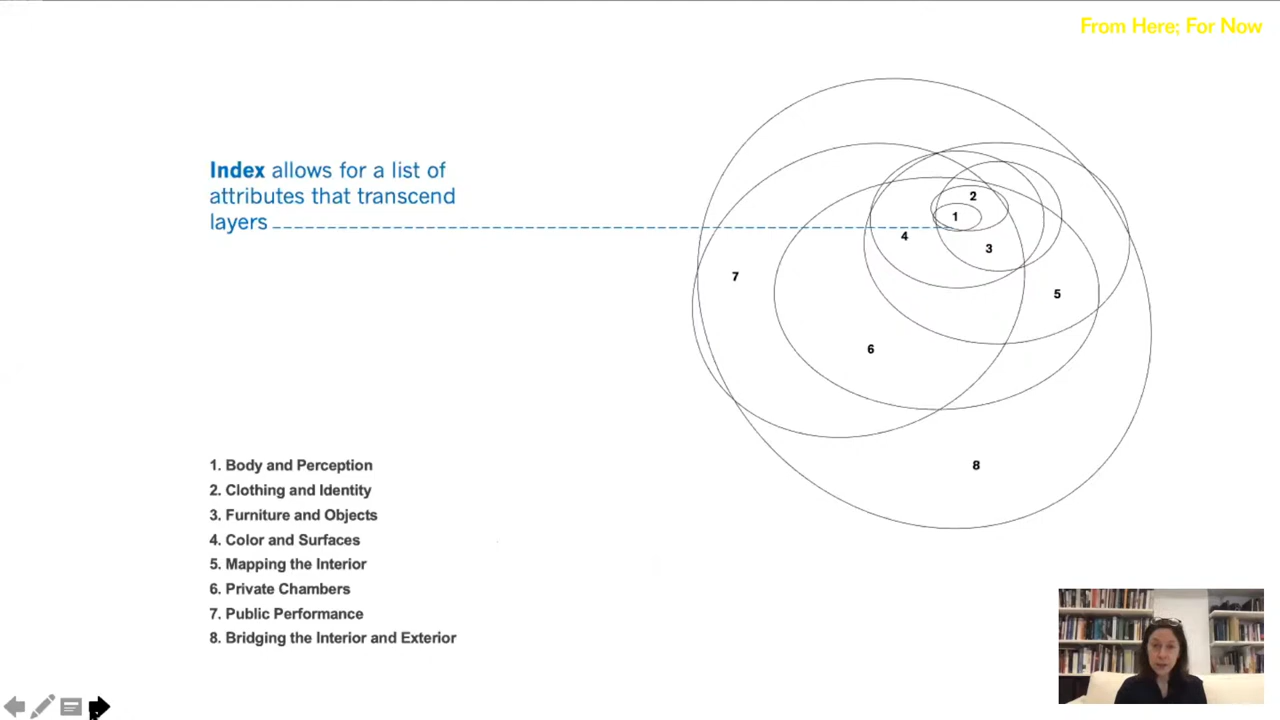 From Here; For Now
Index allows for a list of
attributes that transcend
layers
1
2
3
4
5
6
7
8
1. Body and Perception
2. Clothing and Identity
3. Furniture and Objects
4. Color and Surfaces
5. Mapping the Interior
6. Private Chambers
7. Public Performance
8. Bridging the Interior and Exterior